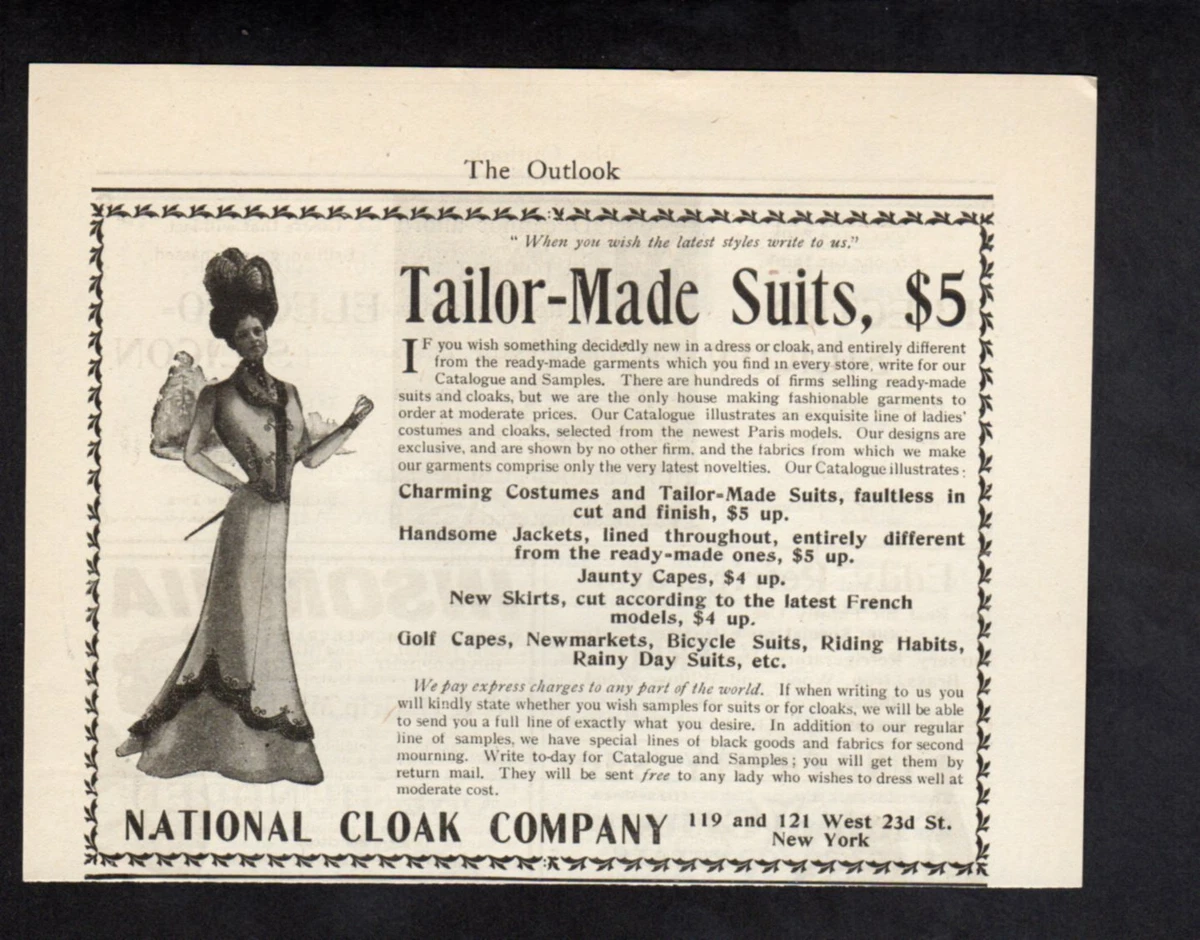 The Outlook
" When you wish the latest styles write to us."
Tailor-Made Suits, $5
IF you wish something decidedly new in a dress or cloak, and entirely different
from the ready-made garments which you find in every store, write for our
Catalogue and Samples. There are hundreds of firms selling ready-made
suits and cloaks, but we are the only house making fashionable garments to
order at moderate prices. Our Catalogue illustrates an exquisite line of ladies'
costumes and cloaks, selected from the newest Paris models. Our designs are
exclusive, and are shown by no other firm, and the fabrics from which we make
our garments comprise only the very latest novelties. Our Catalogue illustrates:
Charming Costumes and Tailor-Made Suits, faultless in
cut and finish, $5 up.
Handsome Jackets, lined throughout, entirely different
from the ready-made ones, $5 up.
Jaunty Capes, $4 up.
New Skirts, cut according to the latest French
models, $4 up.
Golf Capes, Newmarkets, Bicycle Suits, Riding Habits,
Rainy Day Suits, etc.
We pay express charges to any part of the world. If when writing to us you
will kindly state whether you wish samples for suits or for cloaks, we will be able
to send you a full line of exactly what you desire. In addition to our regular
line of samples, we have special lines of black goods and fabrics for second
mourning. Write to-day for Catalogue and Samples; you will get them by
return mail. They will be sent free to any lady who wishes to dress well at
moderate cost.
NATIONAL CLOAK COMPANY
119 and 121 West 23d St.
New York